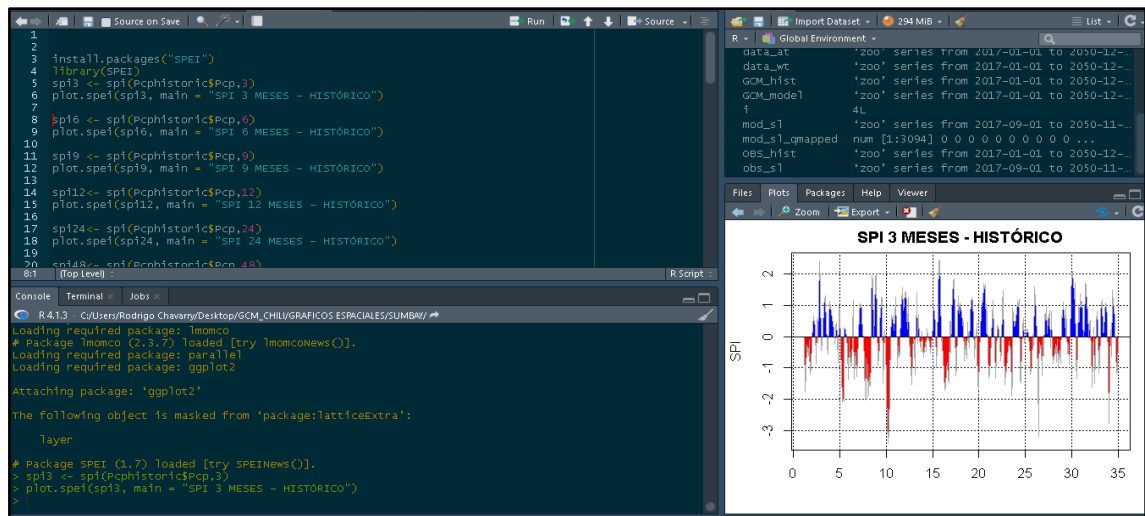 Source on Save Run Source
1
2
3 install.packages("SPEI")
4 library(SPEI)
5 spi3 <- spi(Pcphistoric$Pcp,3)
6 plot.spei(spi3, main = "SPI 3 MESES - HISTÓRICO")
7
8 spi6 <- spi(Pcphistoric$Pcp,6)
9 plot.spei(spi6, main = "SPI 6 MESES - HISTÓRICO")
10
11 spi9 <- spi(Pcphistoric$Pcp,9)
12 plot.spei(spi9, main = "SPI 9 MESES - HISTÓRICO")
13
14 spi12<- spi(Pcphistoric$Pcp,12)
15 plot.spei(spi12, main = "SPI 12 MESES - HISTÓRICO")
16
17 spi24<- spi(Pcphistoric$Pcp,24)
18 plot.spei(spi24, main = "SPI 24 MESES - HISTÓRICO")
19
20 spi48<- spi(Pcphistoric$Pcp,48)
8:1 (Top Level) R Script
Console Terminal × Jobs ×
R 4.1.3 · C:/Users/Rodrigo Chavarry/Desktop/GCM_CHILI/GRAFICOS ESPACIALES/SUMBAY/
Loading required package: lmomco
# Package lmomco (2.3.7) loaded [try lmomcoNews()].
Loading required package: parallel
Loading required package: ggplot2
Attaching package: ‘ggplot2’
The following object is masked from ‘package:latticeExtra’:
layer
# Package SPEI (1.7) loaded [try SPEINews()].
> spi3 <- spi(Pcphistoric$Pcp,3)
> plot.spei(spi3, main = "SPI 3 MESES - HISTÓRICO")
>
Import Dataset 294 MiB List
R Global Environment
data_at ‘zoo’ series from 2017-01-01 to 2050-12-…
data_wt ‘zoo’ series from 2017-01-01 to 2050-12-…
GCM_hist ‘zoo’ series from 2017-01-01 to 2050-12-…
GCM_model ‘zoo’ series from 2017-01-01 to 2050-12-…
i 4L
mod_sl ‘zoo’ series from 2017-09-01 to 2050-11-…
mod_sl_qmapped num [1:3094] 0 0 0 0 0 0 0 0 0 0 ...
OBS_hist ‘zoo’ series from 2017-01-01 to 2050-12-…
obs_sl ‘zoo’ series from 2017-09-01 to 2050-11-…
Files Plots Packages Help Viewer
Zoom Export
SPI 3 MESES - HISTÓRICO
SPI
2
1
0
-1
-2
-3
0 5 10 15 20 25 30 35